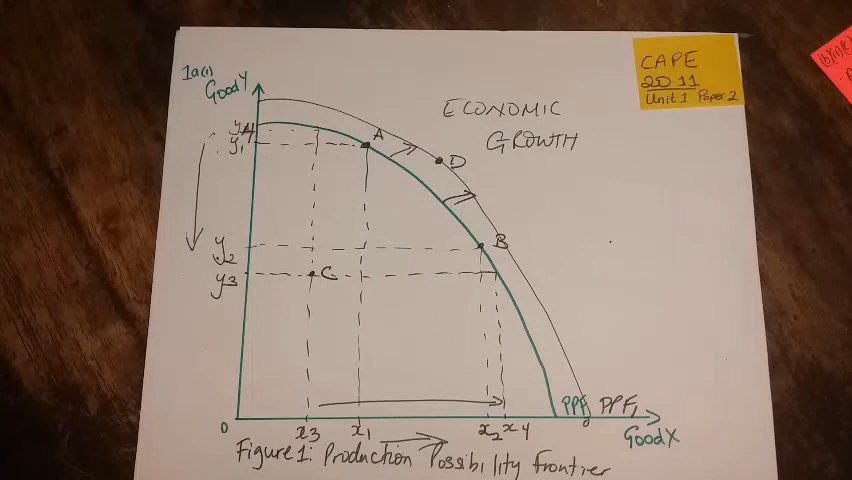 1a(i)
Good Y
CAPE
2011
Unit 1 Paper 2
ECONOMIC
GROWTH
y4
y1
A
D
y2
B
y3
C
PPF
PPF1
0
x3
x1
x2
x4
Good X
Figure 1: Production Possibility Frontier